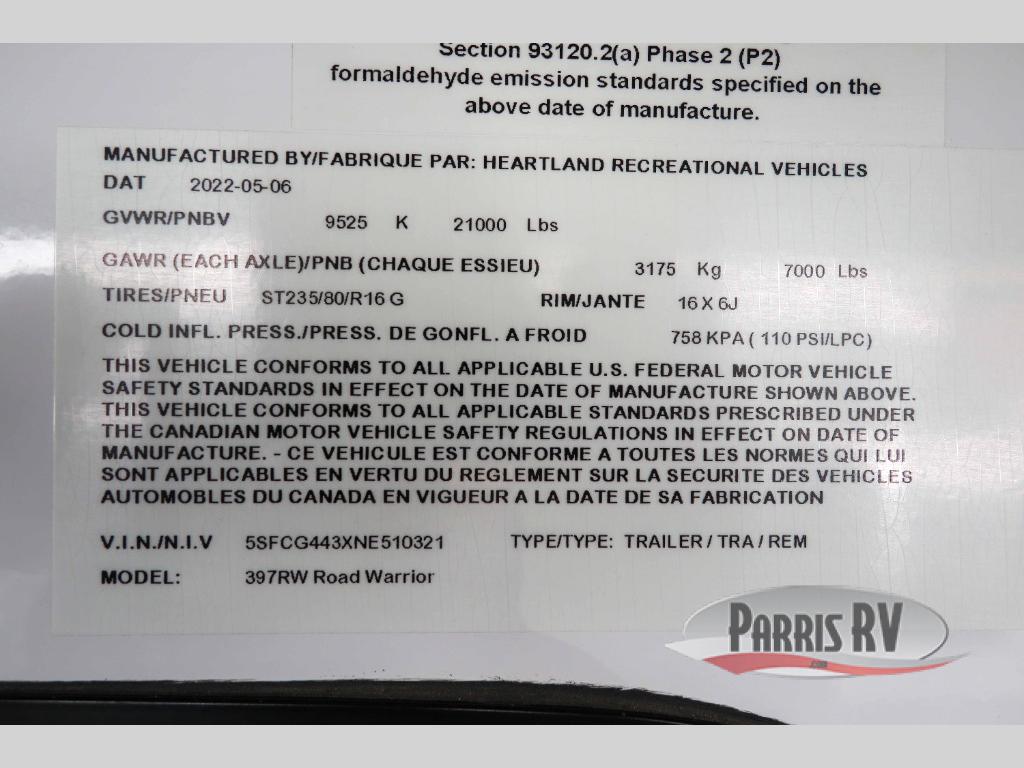 Section 93120.2(a) Phase 2 (P2)
formaldehyde emission standards specified on the
above date of manufacture.
MANUFACTURED BY/FABRIQUE PAR: HEARTLAND RECREATIONAL VEHICLES
DAT 2022-05-06
GVWR/PNBV 9525 K 21000 Lbs
GAWR (EACH AXLE)/PNB (CHAQUE ESSIEU) 3175 Kg 7000 Lbs
TIRES/PNEU ST235/80/R16 G RIM/JANTE 16 X 6J
COLD INFL. PRESS./PRESS. DE GONFL. A FROID 758 KPA ( 110 PSI/LPC)
THIS VEHICLE CONFORMS TO ALL APPLICABLE U.S. FEDERAL MOTOR VEHICLE
SAFETY STANDARDS IN EFFECT ON THE DATE OF MANUFACTURE SHOWN ABOVE.
THIS VEHICLE CONFORMS TO ALL APPLICABLE STANDARDS PRESCRIBED UNDER
THE CANADIAN MOTOR VEHICLE SAFETY REGULATIONS IN EFFECT ON DATE OF
MANUFACTURE. - CE VEHICULE EST CONFORME A TOUTES LES NORMES QUI LUI
SONT APPLICABLES EN VERTU DU REGLEMENT SUR LA SECURITE DES VEHICLES
AUTOMOBLES DU CANADA EN VIGUEUR A LA DATE DE SA FABRICATION
V.I.N./N.I.V 5SFCG443XNE510321 TYPE/TYPE: TRAILER / TRA / REM
MODEL: 397RW Road Warrior
PARRIS RV
.com